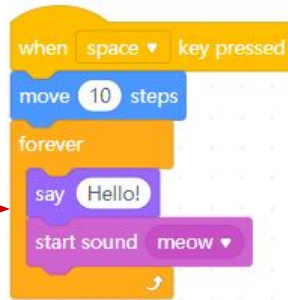 when space key pressed
move 10 steps
forever
say Hello!
start sound meow